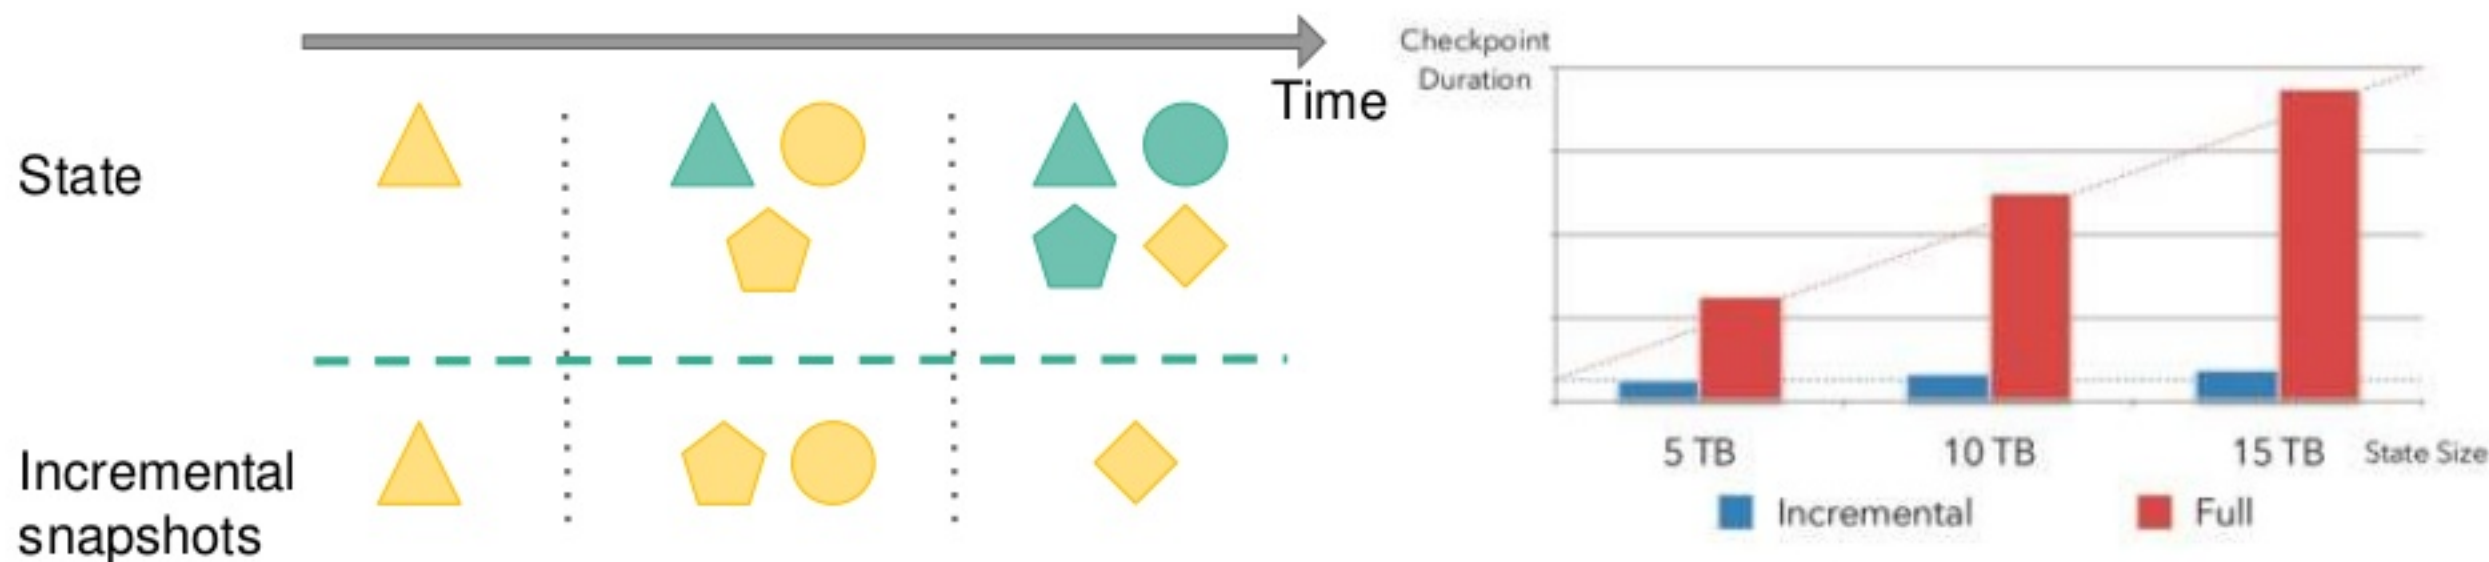 Time
State
Incremental
snapshots
Checkpoint
Duration
5 TB
10 TB
15 TB
State Size
Incremental
Full